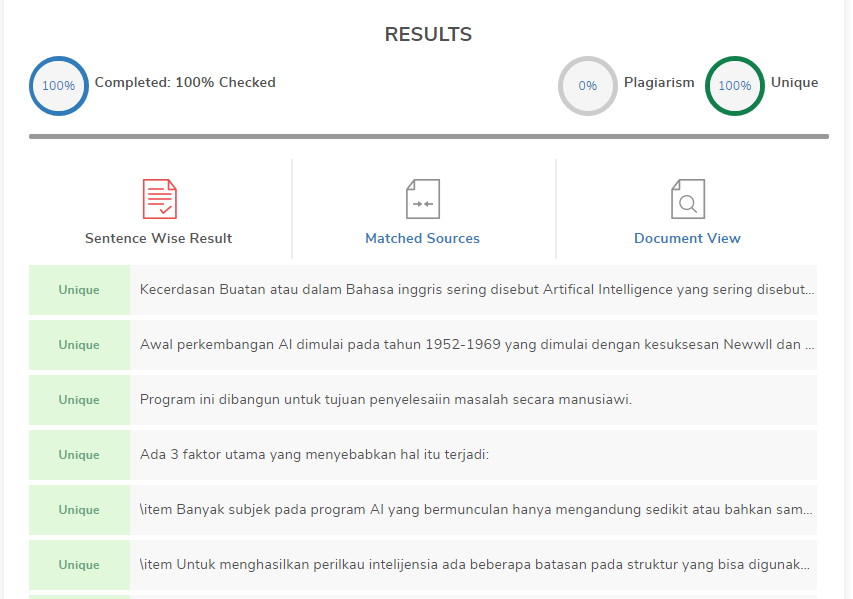 RESULTS
100% Completed: 100% Checked 0% Plagiarism 100% Unique
Sentence Wise Result Matched Sources Document View
Unique Kecerdasan Buatan atau dalam Bahasa inggris sering disebut Artifical Intelligence yang sering disebut...
Unique Awal perkembangan AI dimulai pada tahun 1952-1969 yang dimulai dengan kesuksesan Newwll dan ...
Unique Program ini dibangun untuk tujuan penyelesaiin masalah secara manusiawi.
Unique Ada 3 faktor utama yang menyebabkan hal itu terjadi:
Unique \item Banyak subjek pada program AI yang bermunculan hanya mengandung sedikit atau bahkan sam...
Unique \item Untuk menghasilkan perilkau intelijensia ada beberapa batasan pada struktur yang bisa digunak...